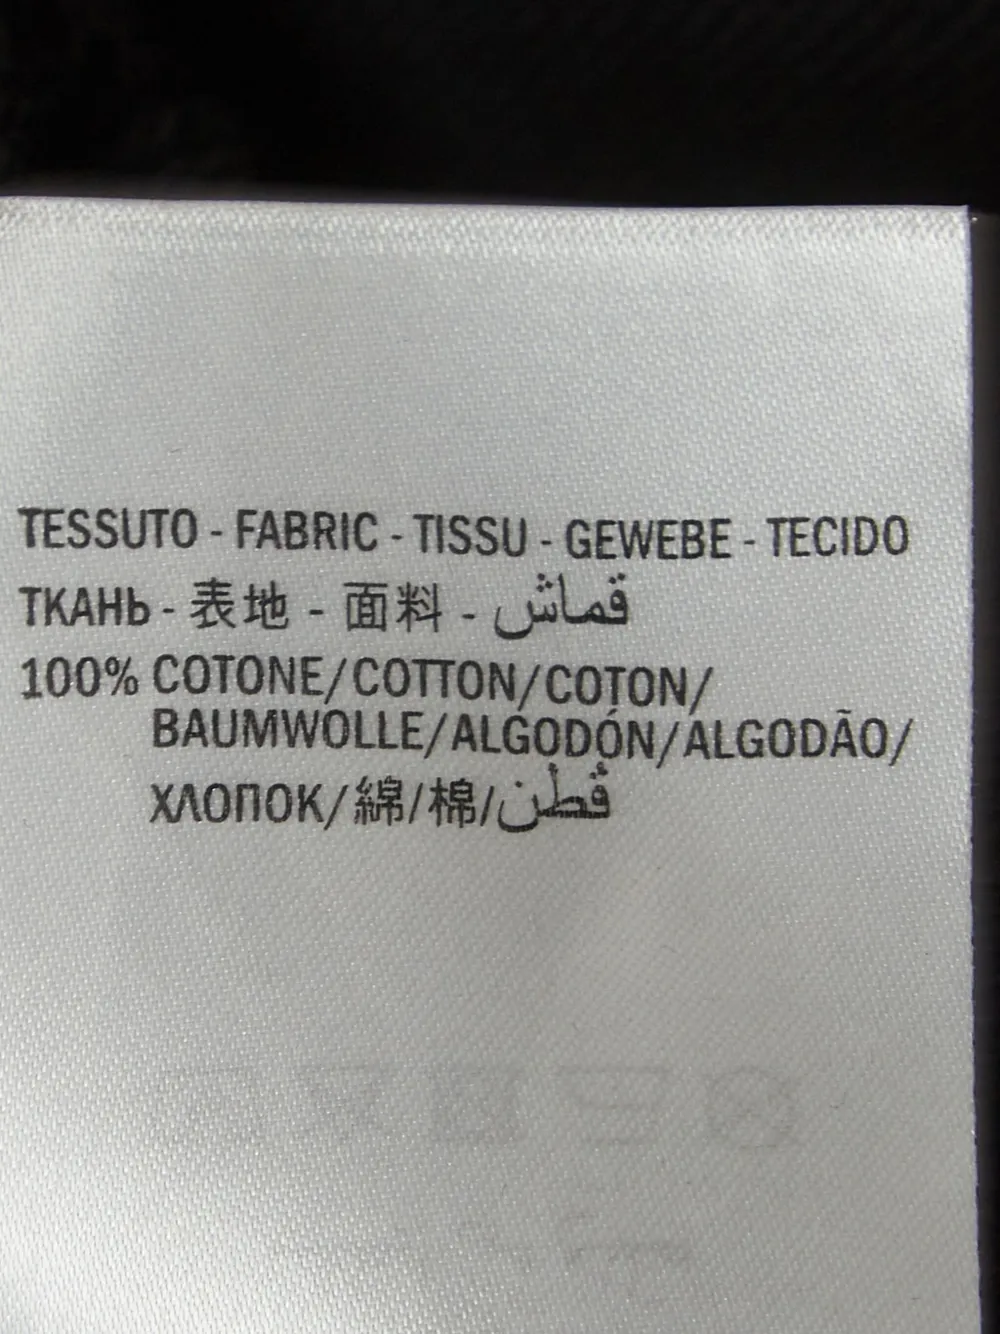 TESSUTO - FABRIC - TISSU - GEWEBE - TECIDO
ТКАНЬ - 表地 - 面料 - قماش
100% COTONE/COTTON/COTON/
BAUMWOLLE/ALGODÓN/ALGODÃO/
ХЛОПОК/綿/棉/قطن